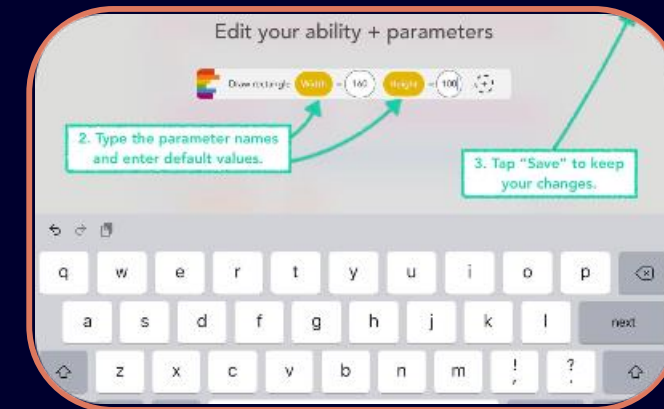 Edit your ability + parameters
Draw rectangle Width = 160 Height = 100 +
2. Type the parameter names
and enter default values.
3. Tap “Save” to keep
your changes.
q w e r t y u i o p
a s d f g h j k l next
z x c v b n m ! , ? .